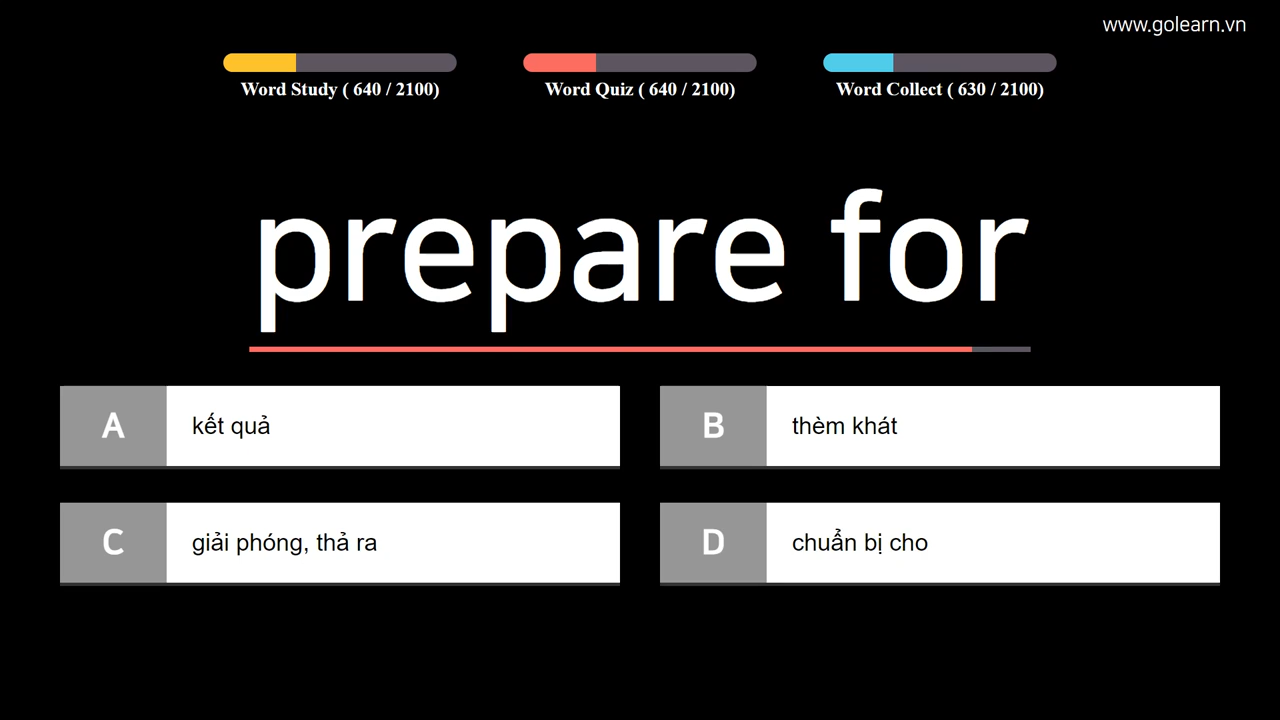 www.golearn.vn
Word Study ( 640 / 2100)
Word Quiz ( 640 / 2100)
Word Collect ( 630 / 2100)
prepare for
A kết quả
B thèm khát
C giải phóng, thả ra
D chuẩn bị cho